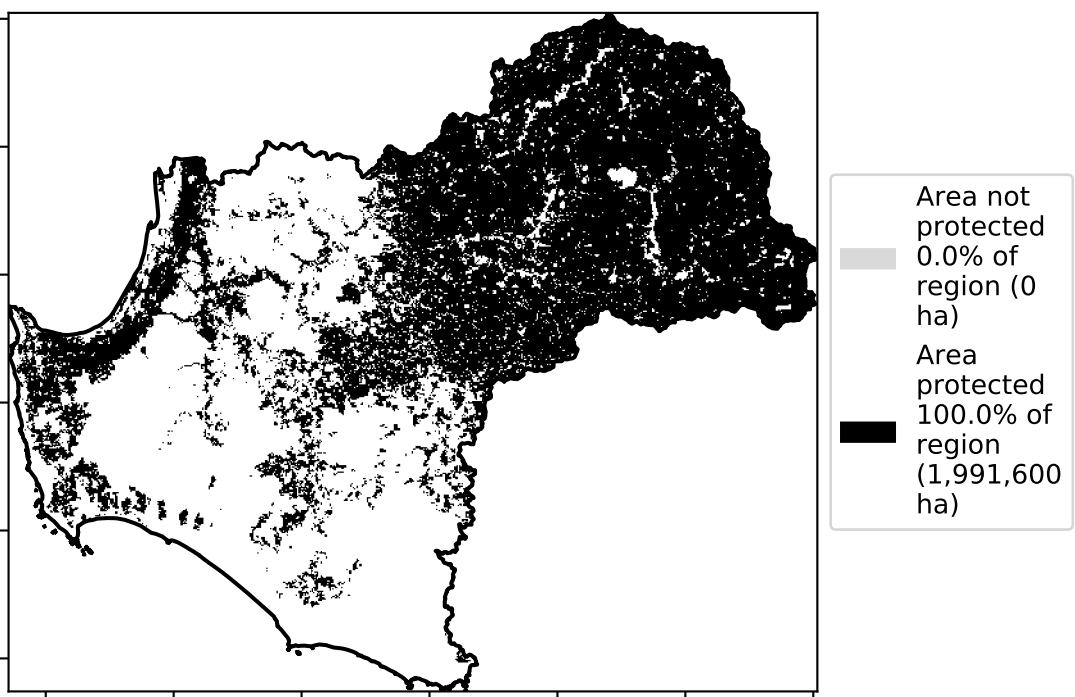 Area not
protected
0.0% of
region (0
ha)
Area
protected
100.0% of
region
(1,991,600
ha)